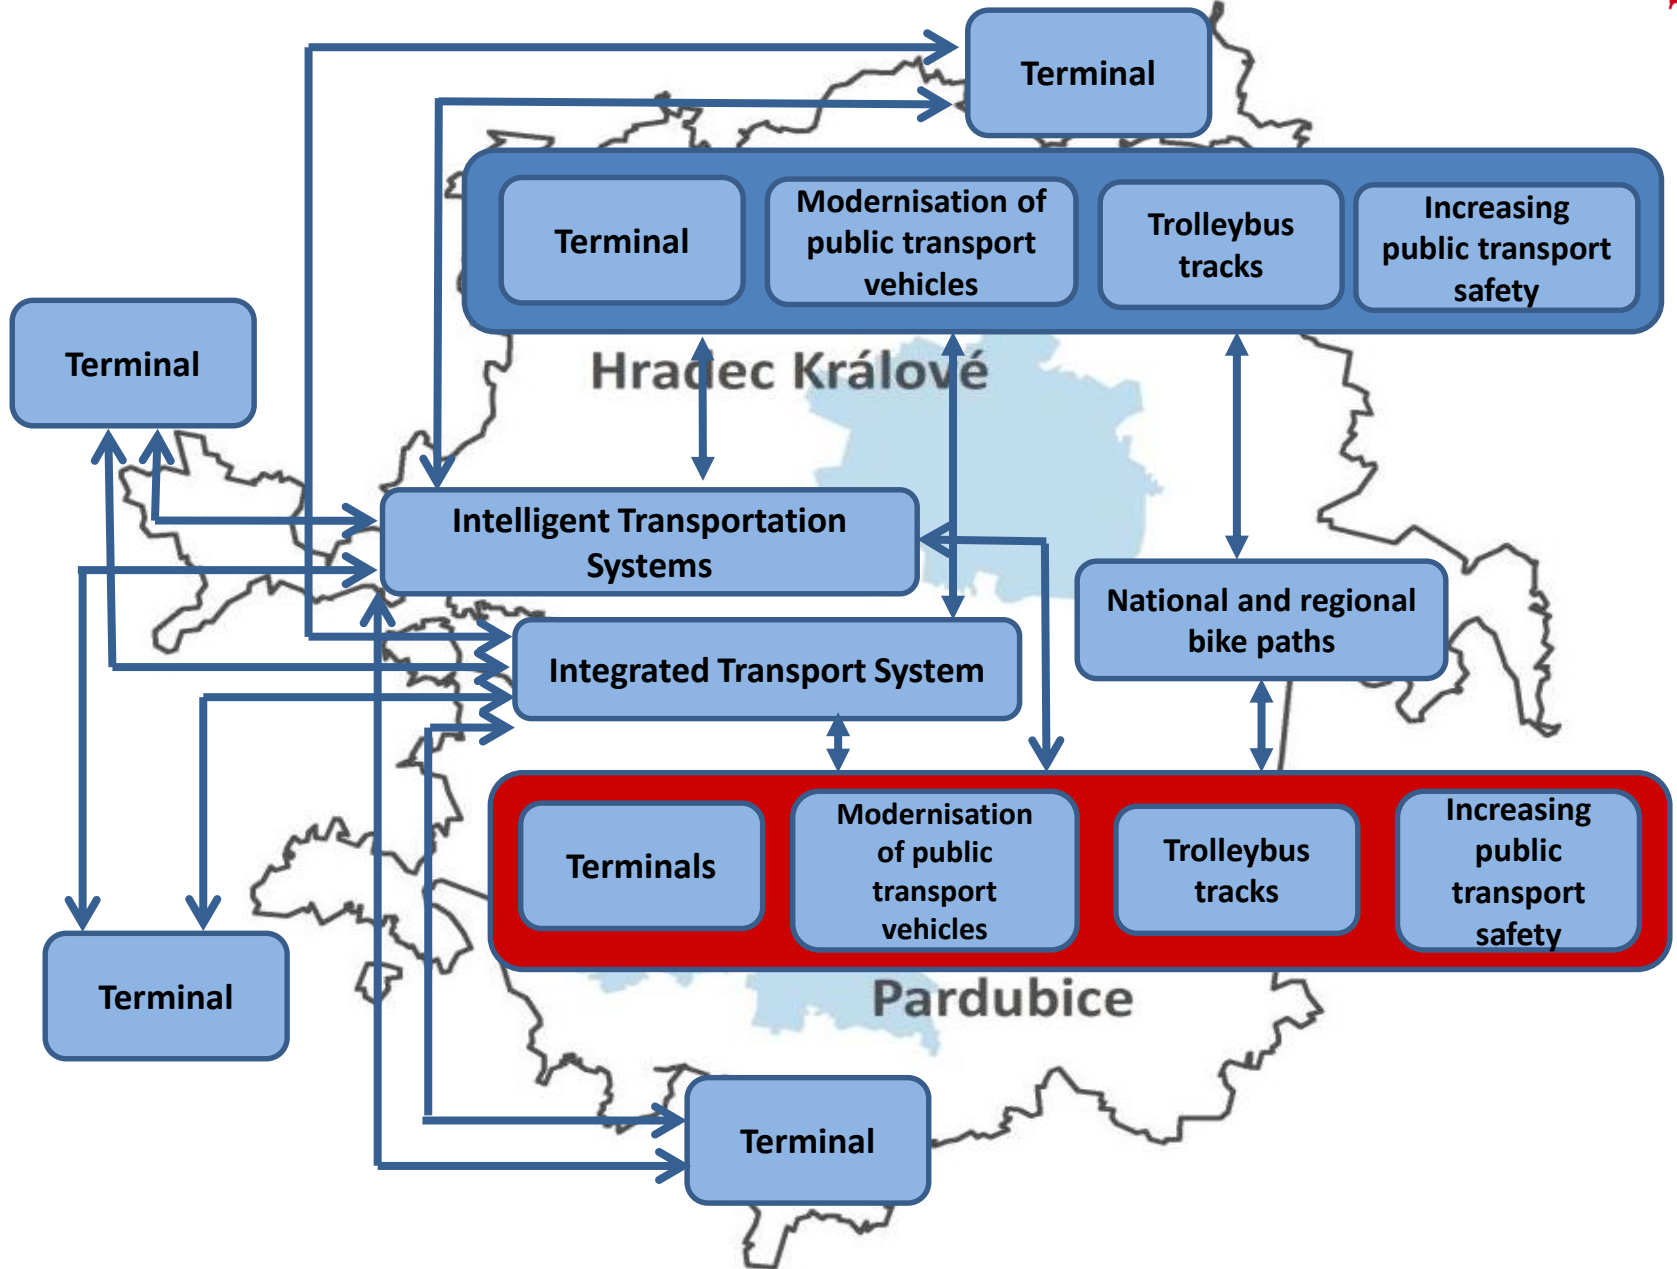 Terminal
Terminal
Modernisation of
public transport
vehicles
Trolleybus
tracks
Increasing
public transport
safety
Terminal
Hradec Králové
Intelligent Transportation
Systems
National and regional
bike paths
Integrated Transport System
Terminals
Modernisation
of public
transport
vehicles
Trolleybus
tracks
Increasing
public
transport
safety
Terminal
Pardubice
Terminal